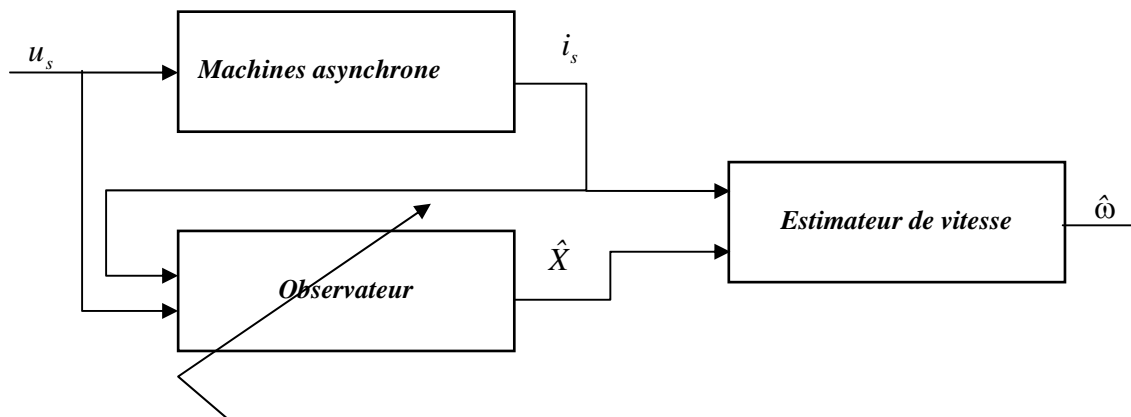 u_s
Machines asynchrone
i_s
Estimateur de vitesse
ω̂
X̂
Observateur